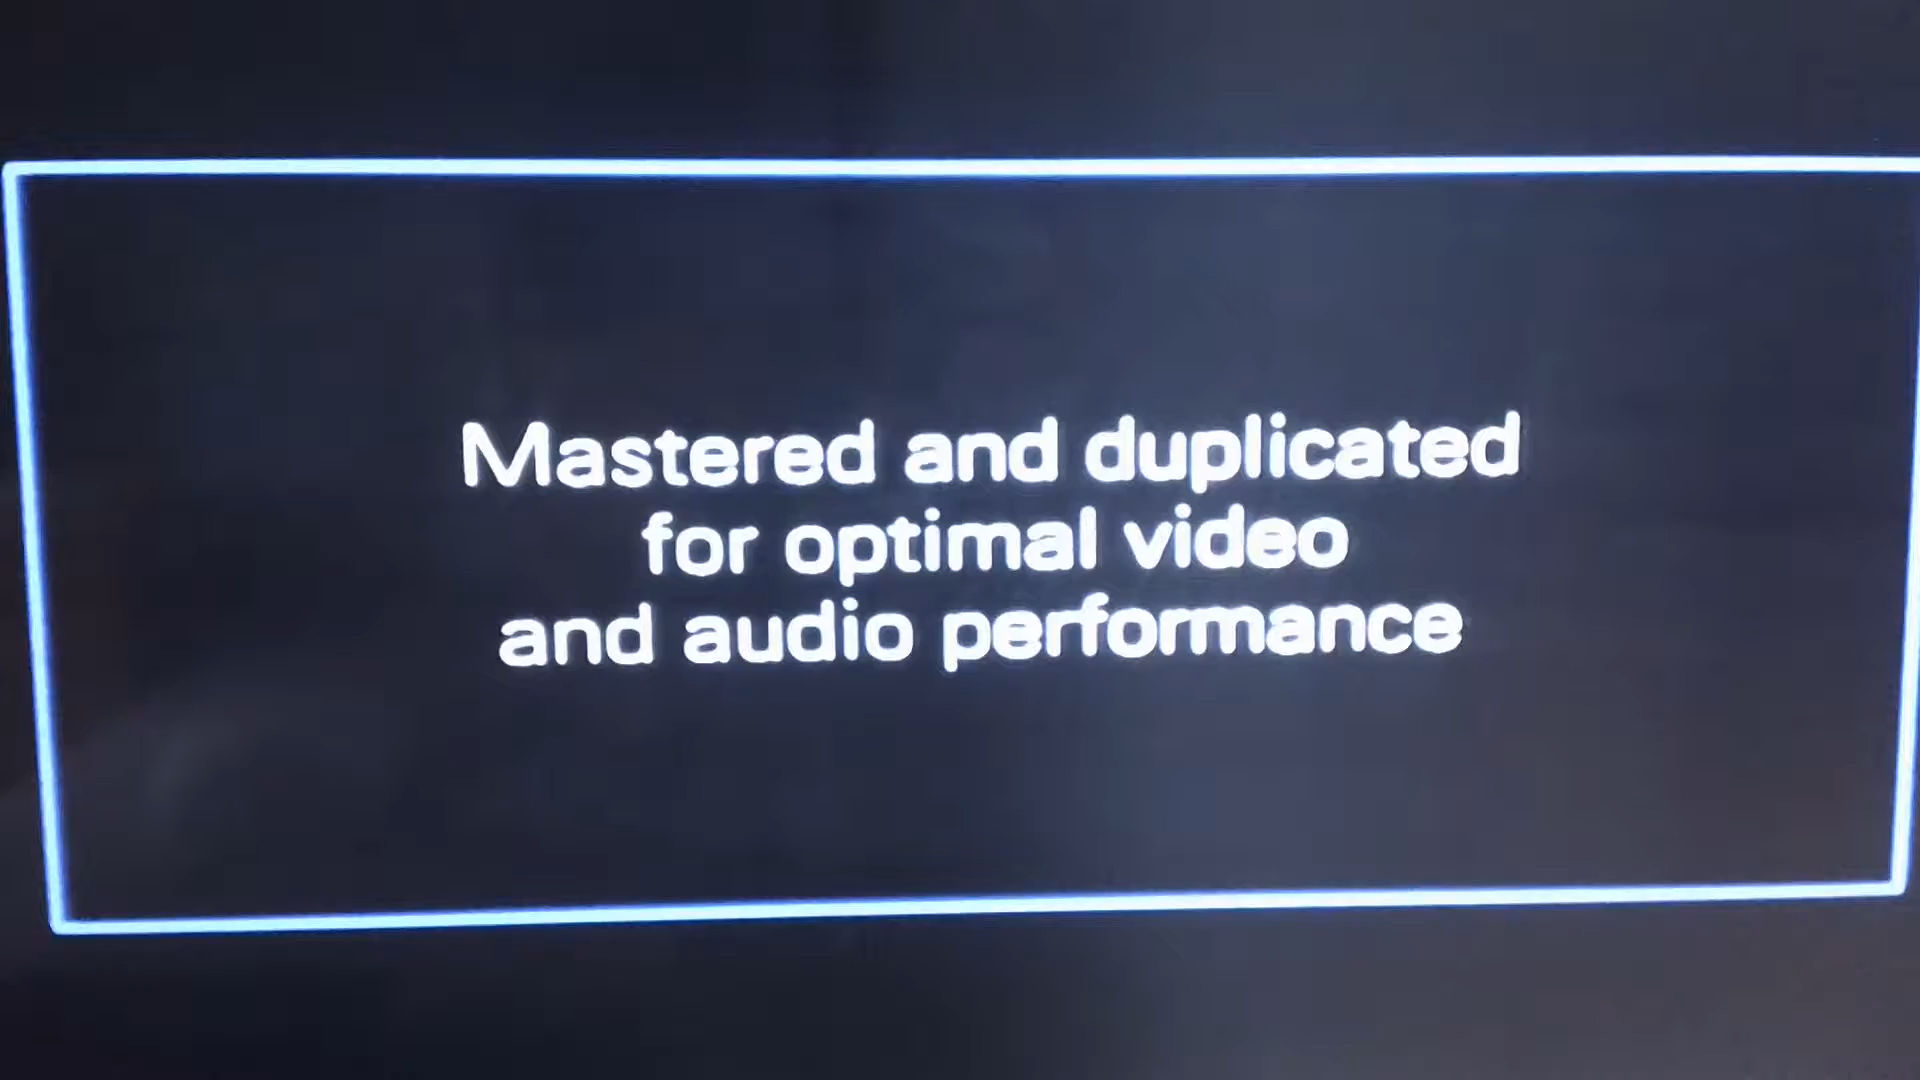 Mastered and duplicated
for optimal video
and audio performance